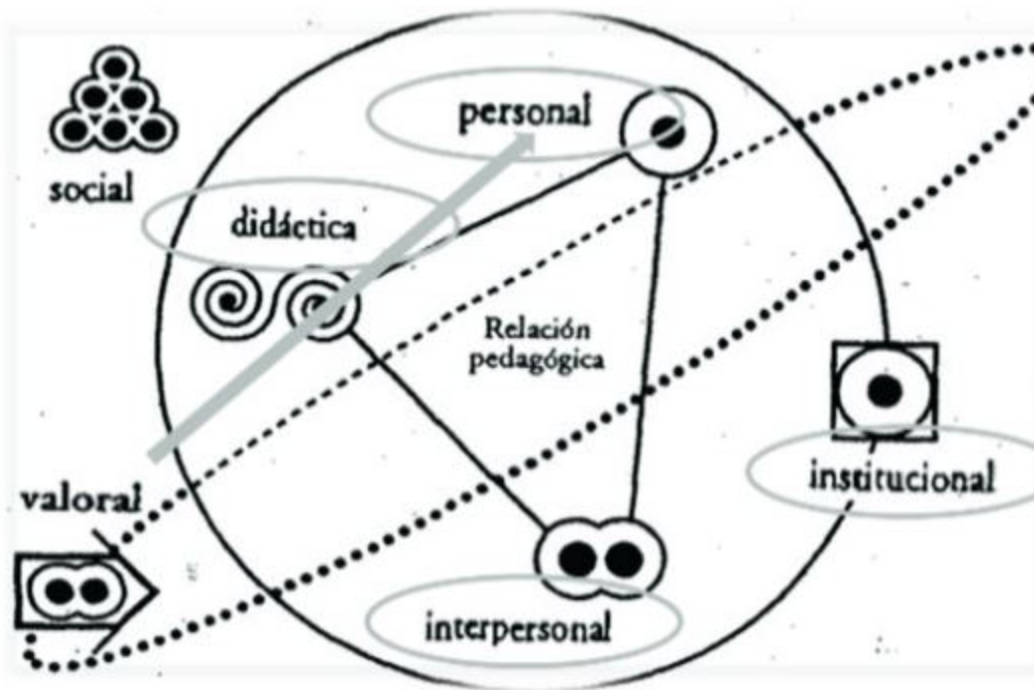 personal
social
didáctica
Relación
pedagógica
institucional
valoral
interpersonal